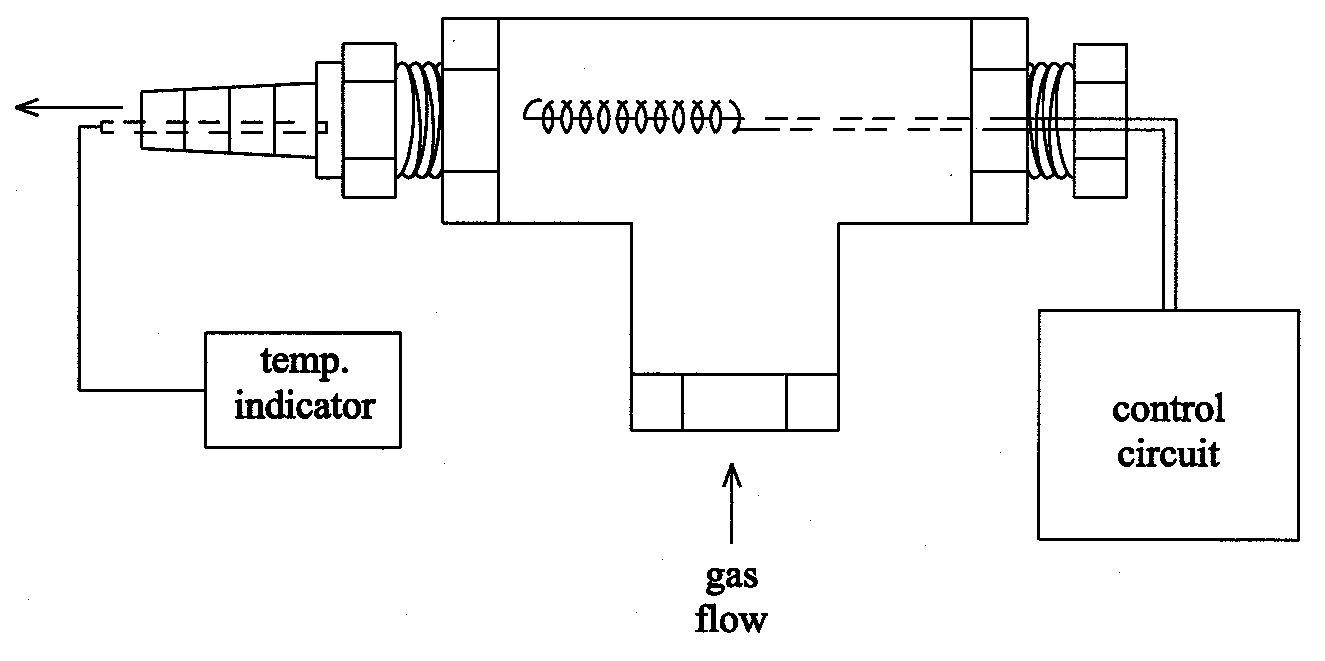 temp.
indicator
control
circuit
gas
flow